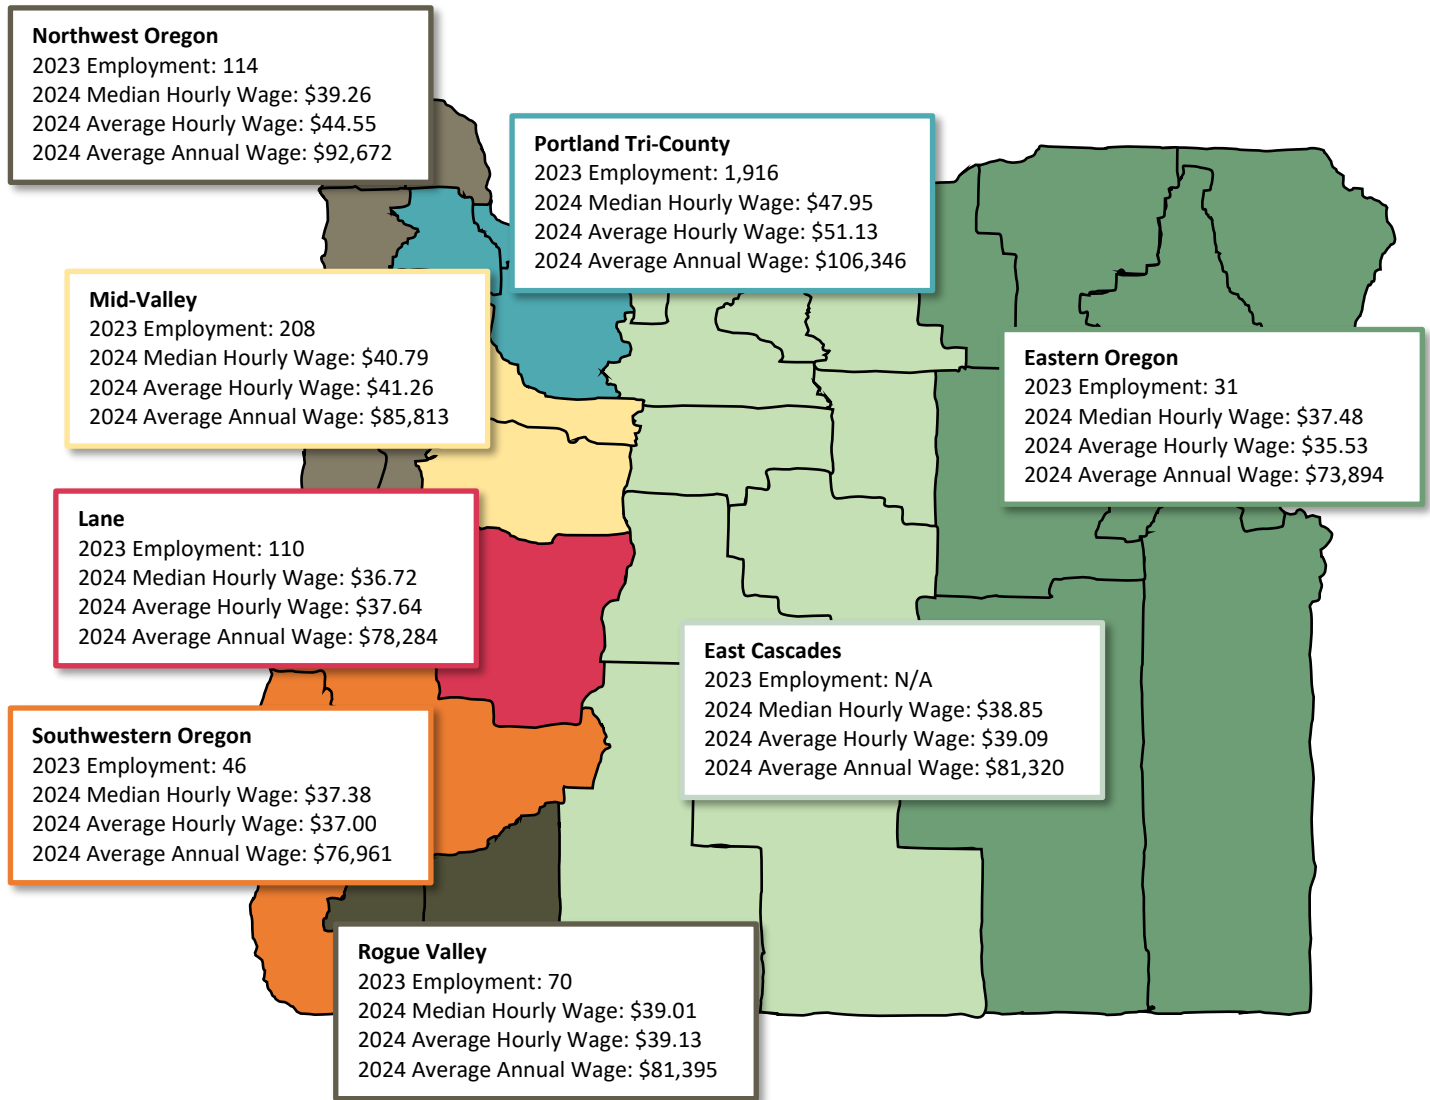 Northwest Oregon
2023 Employment: 114
2024 Median Hourly Wage: $39.26
2024 Average Hourly Wage: $44.55
2024 Average Annual Wage: $92,672
Portland Tri-County
2023 Employment: 1,916
2024 Median Hourly Wage: $47.95
2024 Average Hourly Wage: $51.13
2024 Average Annual Wage: $106,346
Mid-Valley
2023 Employment: 208
2024 Median Hourly Wage: $40.79
2024 Average Hourly Wage: $41.26
2024 Average Annual Wage: $85,813
Eastern Oregon
2023 Employment: 31
2024 Median Hourly Wage: $37.48
2024 Average Hourly Wage: $35.53
2024 Average Annual Wage: $73,894
Lane
2023 Employment: 110
2024 Median Hourly Wage: $36.72
2024 Average Hourly Wage: $37.64
2024 Average Annual Wage: $78,284
East Cascades
2023 Employment: N/A
2024 Median Hourly Wage: $38.85
2024 Average Hourly Wage: $39.09
2024 Average Annual Wage: $81,320
Southwestern Oregon
2023 Employment: 46
2024 Median Hourly Wage: $37.38
2024 Average Hourly Wage: $37.00
2024 Average Annual Wage: $76,961
Rogue Valley
2023 Employment: 70
2024 Median Hourly Wage: $39.01
2024 Average Hourly Wage: $39.13
2024 Average Annual Wage: $81,395